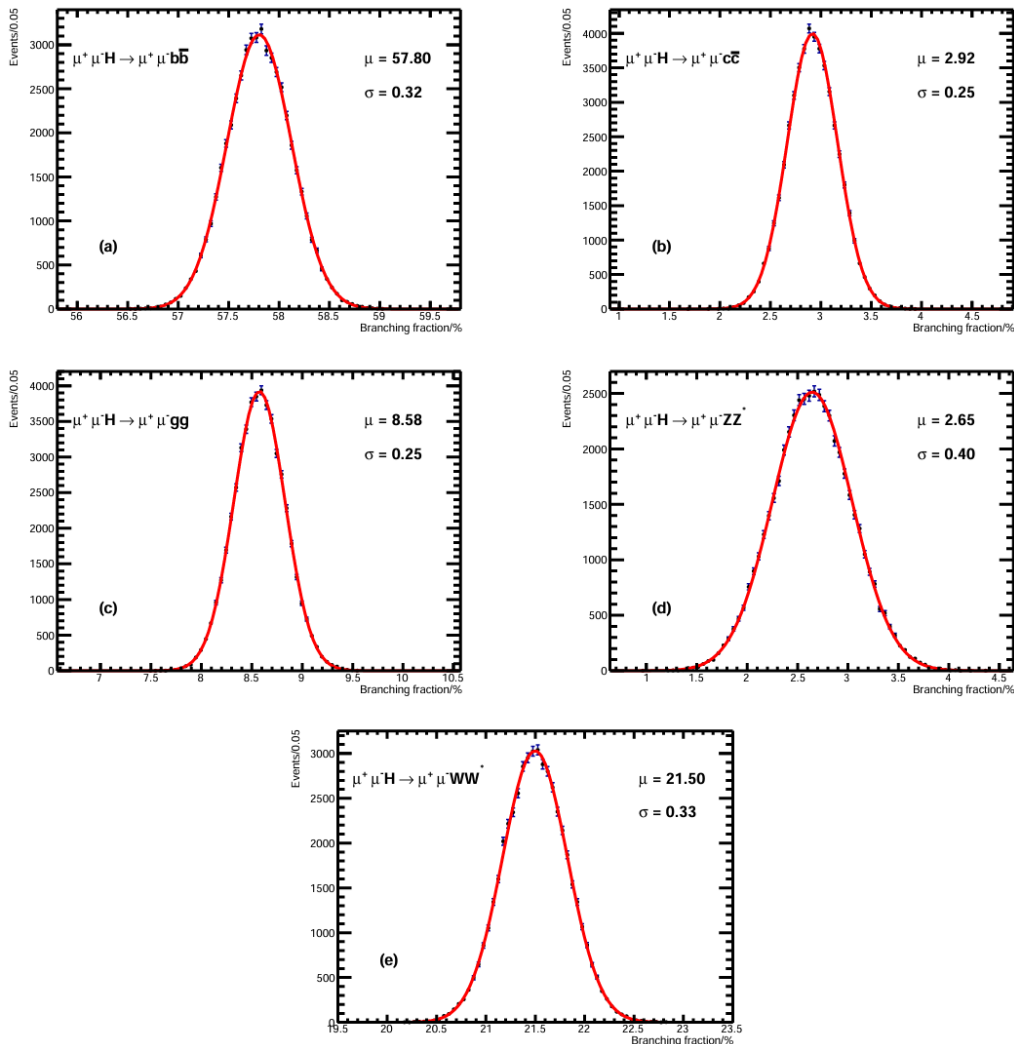 Events/0.05
μ⁺ μ⁻H → μ⁺ μ⁻bb̅
μ = 57.80
σ = 0.32
(a)
3000
2500
2000
1500
1000
500
0
56 56.5 57 57.5 58 58.5 59 59.5
Branching fraction/%
Events/0.05
μ⁺ μ⁻H → μ⁺ μ⁻cc̅
μ = 2.92
σ = 0.25
(b)
4000
3500
3000
2500
2000
1500
1000
500
0
1 1.5 2 2.5 3 3.5 4 4.5
Branching fraction/%
Events/0.05
μ⁺ μ⁻H → μ⁺ μ⁻gg
μ = 8.58
σ = 0.25
(c)
4000
3500
3000
2500
2000
1500
1000
500
0
7 7.5 8 8.5 9 9.5 10 10.5
Branching fraction/%
Events/0.05
μ⁺ μ⁻H → μ⁺ μ⁻ZZ*
μ = 2.65
σ = 0.40
(d)
2500
2000
1500
1000
500
0
1 1.5 2 2.5 3 3.5 4 4.5
Branching fraction/%
Events/0.05
μ⁺ μ⁻H → μ⁺ μ⁻WW*
μ = 21.50
σ = 0.33
(e)
3000
2500
2000
1500
1000
500
0
19.5 20 20.5 21 21.5 22 22.5 23 23.5
Branching fraction/%